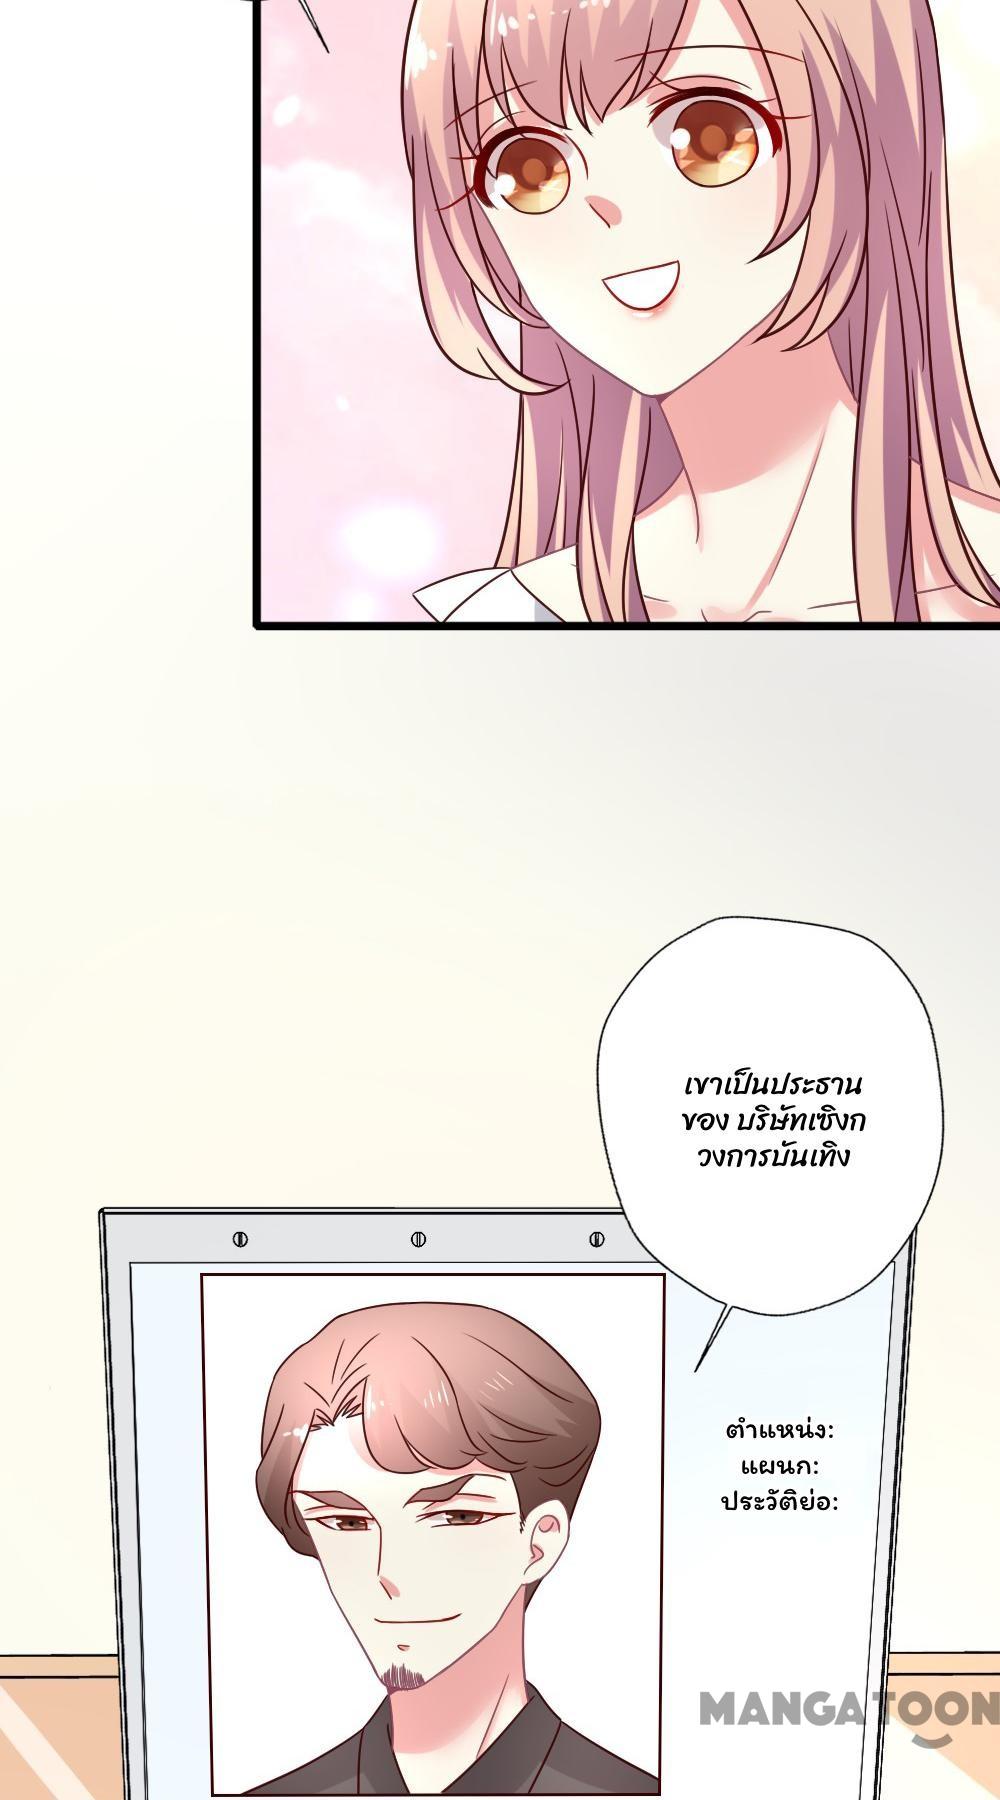 เขาเป็นประธาน
ของ บริษัทเซิงก
วงการบันเทิง
ตำแหน่ง:
แผนก:
ประวัติย่อ:
MANGATOON